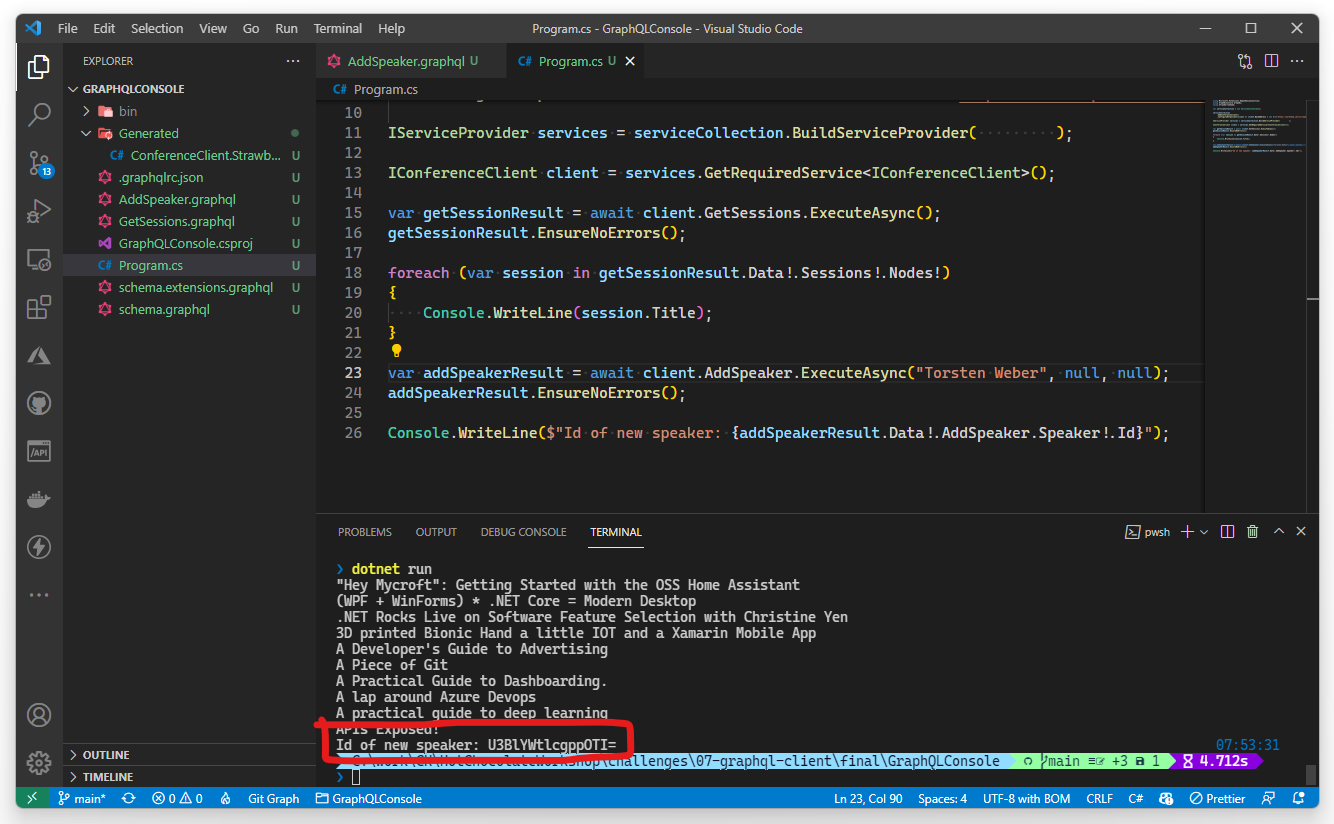 File Edit Selection View Go Run Terminal Help
Program.cs - GraphQLConsole - Visual Studio Code
EXPLORER
GRAPHQLCONSOLE
bin
Generated
ConferenceClient.Strawb... U
.graphqlrc.json U
AddSpeaker.graphql U
GetSessions.graphql U
GraphQLConsole.csproj U
C# Program.cs U
schema.extensions.graphql U
schema.graphql U
OUTLINE
TIMELINE
13
/API
AddSpeaker.graphql U
C# Program.cs U
C# Program.cs
10
11 IServiceProvider services = serviceCollection.BuildServiceProvider( );
12
13 IConferenceClient client = services.GetRequiredService<IConferenceClient>();
14
15 var getSessionResult = await client.GetSessions.ExecuteAsync();
16 getSessionResult.EnsureNoErrors();
17
18 foreach (var session in getSessionResult.Data!.Sessions!.Nodes!)
19 {
20 Console.WriteLine(session.Title);
21 }
22
23 var addSpeakerResult = await client.AddSpeaker.ExecuteAsync("Torsten Weber", null, null);
24 addSpeakerResult.EnsureNoErrors();
25
26 Console.WriteLine($"Id of new speaker: {addSpeakerResult.Data!.AddSpeaker.Speaker!.Id}");
PROBLEMS OUTPUT DEBUG CONSOLE TERMINAL
pwsh
❯ dotnet run
"Hey Mycroft": Getting Started with the OSS Home Assistant
(WPF + WinForms) * .NET Core = Modern Desktop
.NET Rocks Live on Software Feature Selection with Christine Yen
3D printed Bionic Hand a little IOT and a Xamarin Mobile App
A Developer's Guide to Advertising
A Piece of Git
A Practical Guide to Dashboarding.
A lap around Azure Devops
A practical guide to deep learning
APIs Exposed!
Id of new speaker: U3BlYWtlcgppOTI=
07:53:31
\challenges\07-graphql-client\final\GraphQLConsole main +3 1 4.712s
❯
main* 0 0 Git Graph GraphQLConsole
Ln 23, Col 90 Spaces: 4 UTF-8 with BOM CRLF C# Prettier